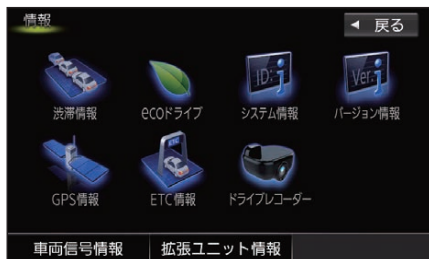 情報
◄ 戻る
ID:i
Ver:i
渋滞情報
ecoドライブ
システム情報
バージョン情報
ETC
GPS情報
ETC情報
ドライブレコーダー
車両信号情報
拡張ユニット情報